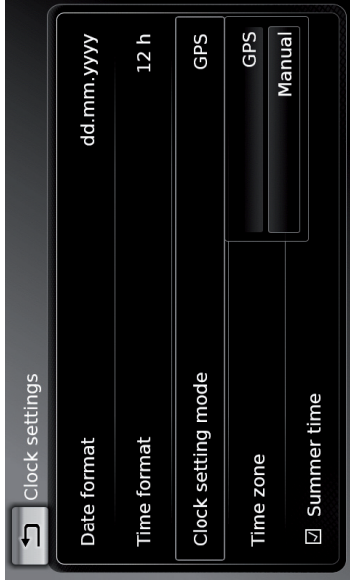 Clock settings
Date format dd.mm.yyyy
Time format 12 h
Clock setting mode GPS
Time zone GPS
Manual
Summer time